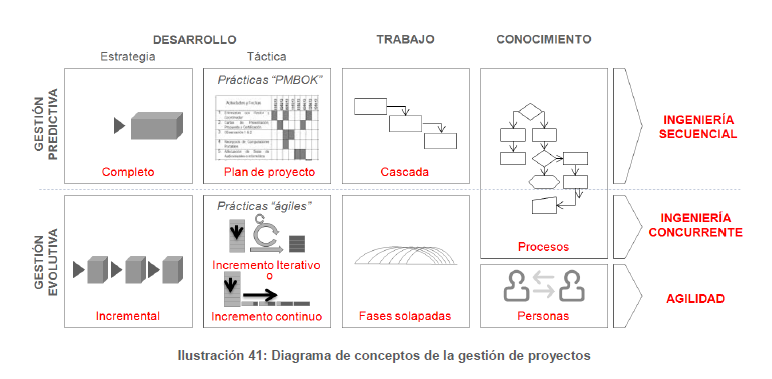 DESARROLLO
TRABAJO
CONOCIMIENTO
Estrategia
Táctica
GESTIÓN
PREDICTIVA
Completo
Prácticas "PMBOK"
Plan de proyecto
Cascada
INGENIERÍA
SECUENCIAL
GESTIÓN
EVOLUTIVA
Incremental
Prácticas "ágiles"
Incremento Iterativo
o
Incremento continuo
Fases solapadas
Procesos
Personas
INGENIERÍA
CONCURRENTE
AGILIDAD
Ilustración 41: Diagrama de conceptos de la gestión de proyectos